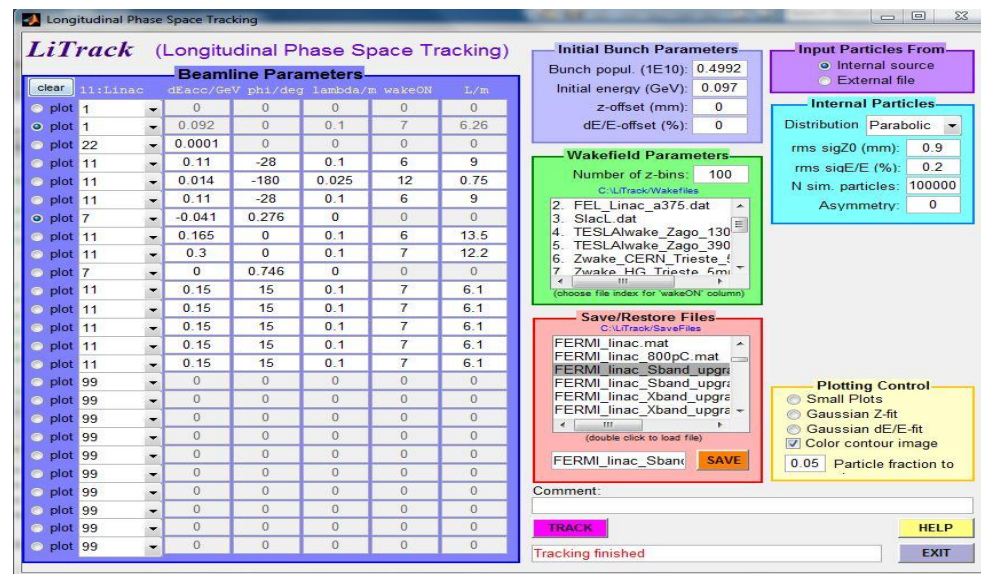 Longitudinal Phase Space Tracking
LiTrack (Longitudinal Phase Space Tracking)
Beamline Parameters
clear 11:Linac dEacc/GeV phi/deg lambda/m wakeON L/m
plot 1 0 0 0 0 0
plot 1 0.092 0 0.1 7 6.26
plot 22 0.0001 0 0 0 0
plot 11 0.11 -28 0.1 6 9
plot 11 0.014 -180 0.025 12 0.75
plot 11 0.11 -28 0.1 6 9
plot 7 -0.041 0.276 0 0 0
plot 11 0.165 0 0.1 6 13.5
plot 11 0.3 0 0.1 7 12.2
plot 7 0 0.746 0 0 0
plot 11 0.15 15 0.1 7 6.1
plot 11 0.15 15 0.1 7 6.1
plot 11 0.15 15 0.1 7 6.1
plot 11 0.15 15 0.1 7 6.1
plot 11 0.15 15 0.1 7 6.1
plot 99 0 0 0 0 0
plot 99 0 0 0 0 0
plot 99 0 0 0 0 0
plot 99 0 0 0 0 0
plot 99 0 0 0 0 0
plot 99 0 0 0 0 0
plot 99 0 0 0 0 0
plot 99 0 0 0 0 0
plot 99 0 0 0 0 0
plot 99 0 0 0 0 0
Initial Bunch Parameters
Bunch popul. (1E10): 0.4992
Initial energy (GeV): 0.097
z-offset (mm): 0
dE/E-offset (%): 0
Wakefield Parameters
Number of z-bins: 100
C:\LiTrack/Wakefiles
2. FEL_Linac_a375.dat
3. SlacL.dat
4. TESLAIwake_Zago_130
5. TESLAIwake_Zago_390
6. Zwake_CERN_Trieste_
7. Zwake_HG_Trieste_5m
(choose file index for 'wakeON' column)
Save/Restore Files
C:\LiTrack/SaveFiles
FERMI_linac.mat
FERMI_linac_800pC.mat
FERMI_linac_Sband_upgra
FERMI_linac_Sband_upgra
FERMI_linac_Xband_upgra
FERMI_linac_Xband_upgra
(double click to load file)
FERMI_linac_Sband SAVE
Input Particles From
Internal source
External file
Internal Particles
Distribution Parabolic
rms sigZ0 (mm): 0.9
rms sigE/E (%): 0.2
N sim. particles: 100000
Asymmetry: 0
Plotting Control
Small Plots
Gaussian Z-fit
Gaussian dE/E-fit
Color contour image
0.05 Particle fraction to
Comment:
TRACK HELP
Tracking finished EXIT